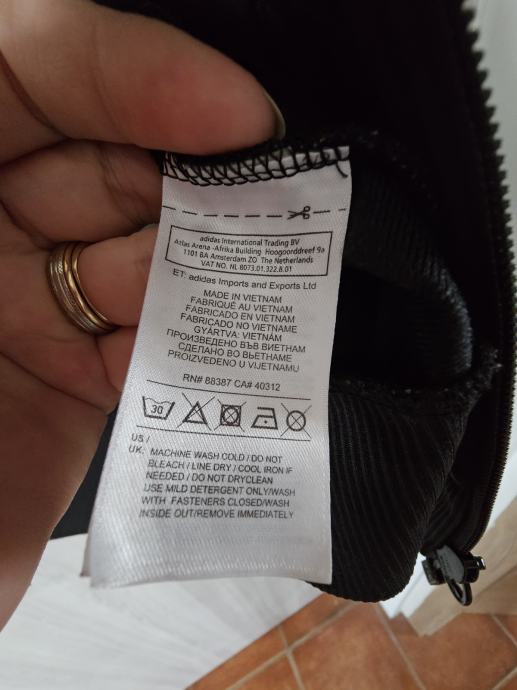 adidas International Trading BV
Atlas Arena -Afrika Building Hoogoorddreef 9a
1101 BA Amsterdam ZO The Netherlands
VAT NO. NL 8073.01.322.B.01
ET: adidas Imports and Exports Ltd
MADE IN VIETNAM
FABRIQUÉ AU VIETNAM
FABRICADO EN VIETNAM
FABRICADO NO VIETNAME
GYÁRTVA: VIETNÁM
ПРОИЗВЕДЕНО ВЪВ ВИЕТНАМ
СДЕЛАНО ВО ВЬЕТНАМЕ
PROIZVEDENO U VIJETNAMU
RN# 88387 CA# 40312
30
US /
UK: MACHINE WASH COLD / DO NOT
BLEACH / LINE DRY / COOL IRON IF
NEEDED / DO NOT DRYCLEAN
USE MILD DETERGENT ONLY/WASH
WITH FASTENERS CLOSED/WASH
INSIDE OUT/REMOVE IMMEDIATELY